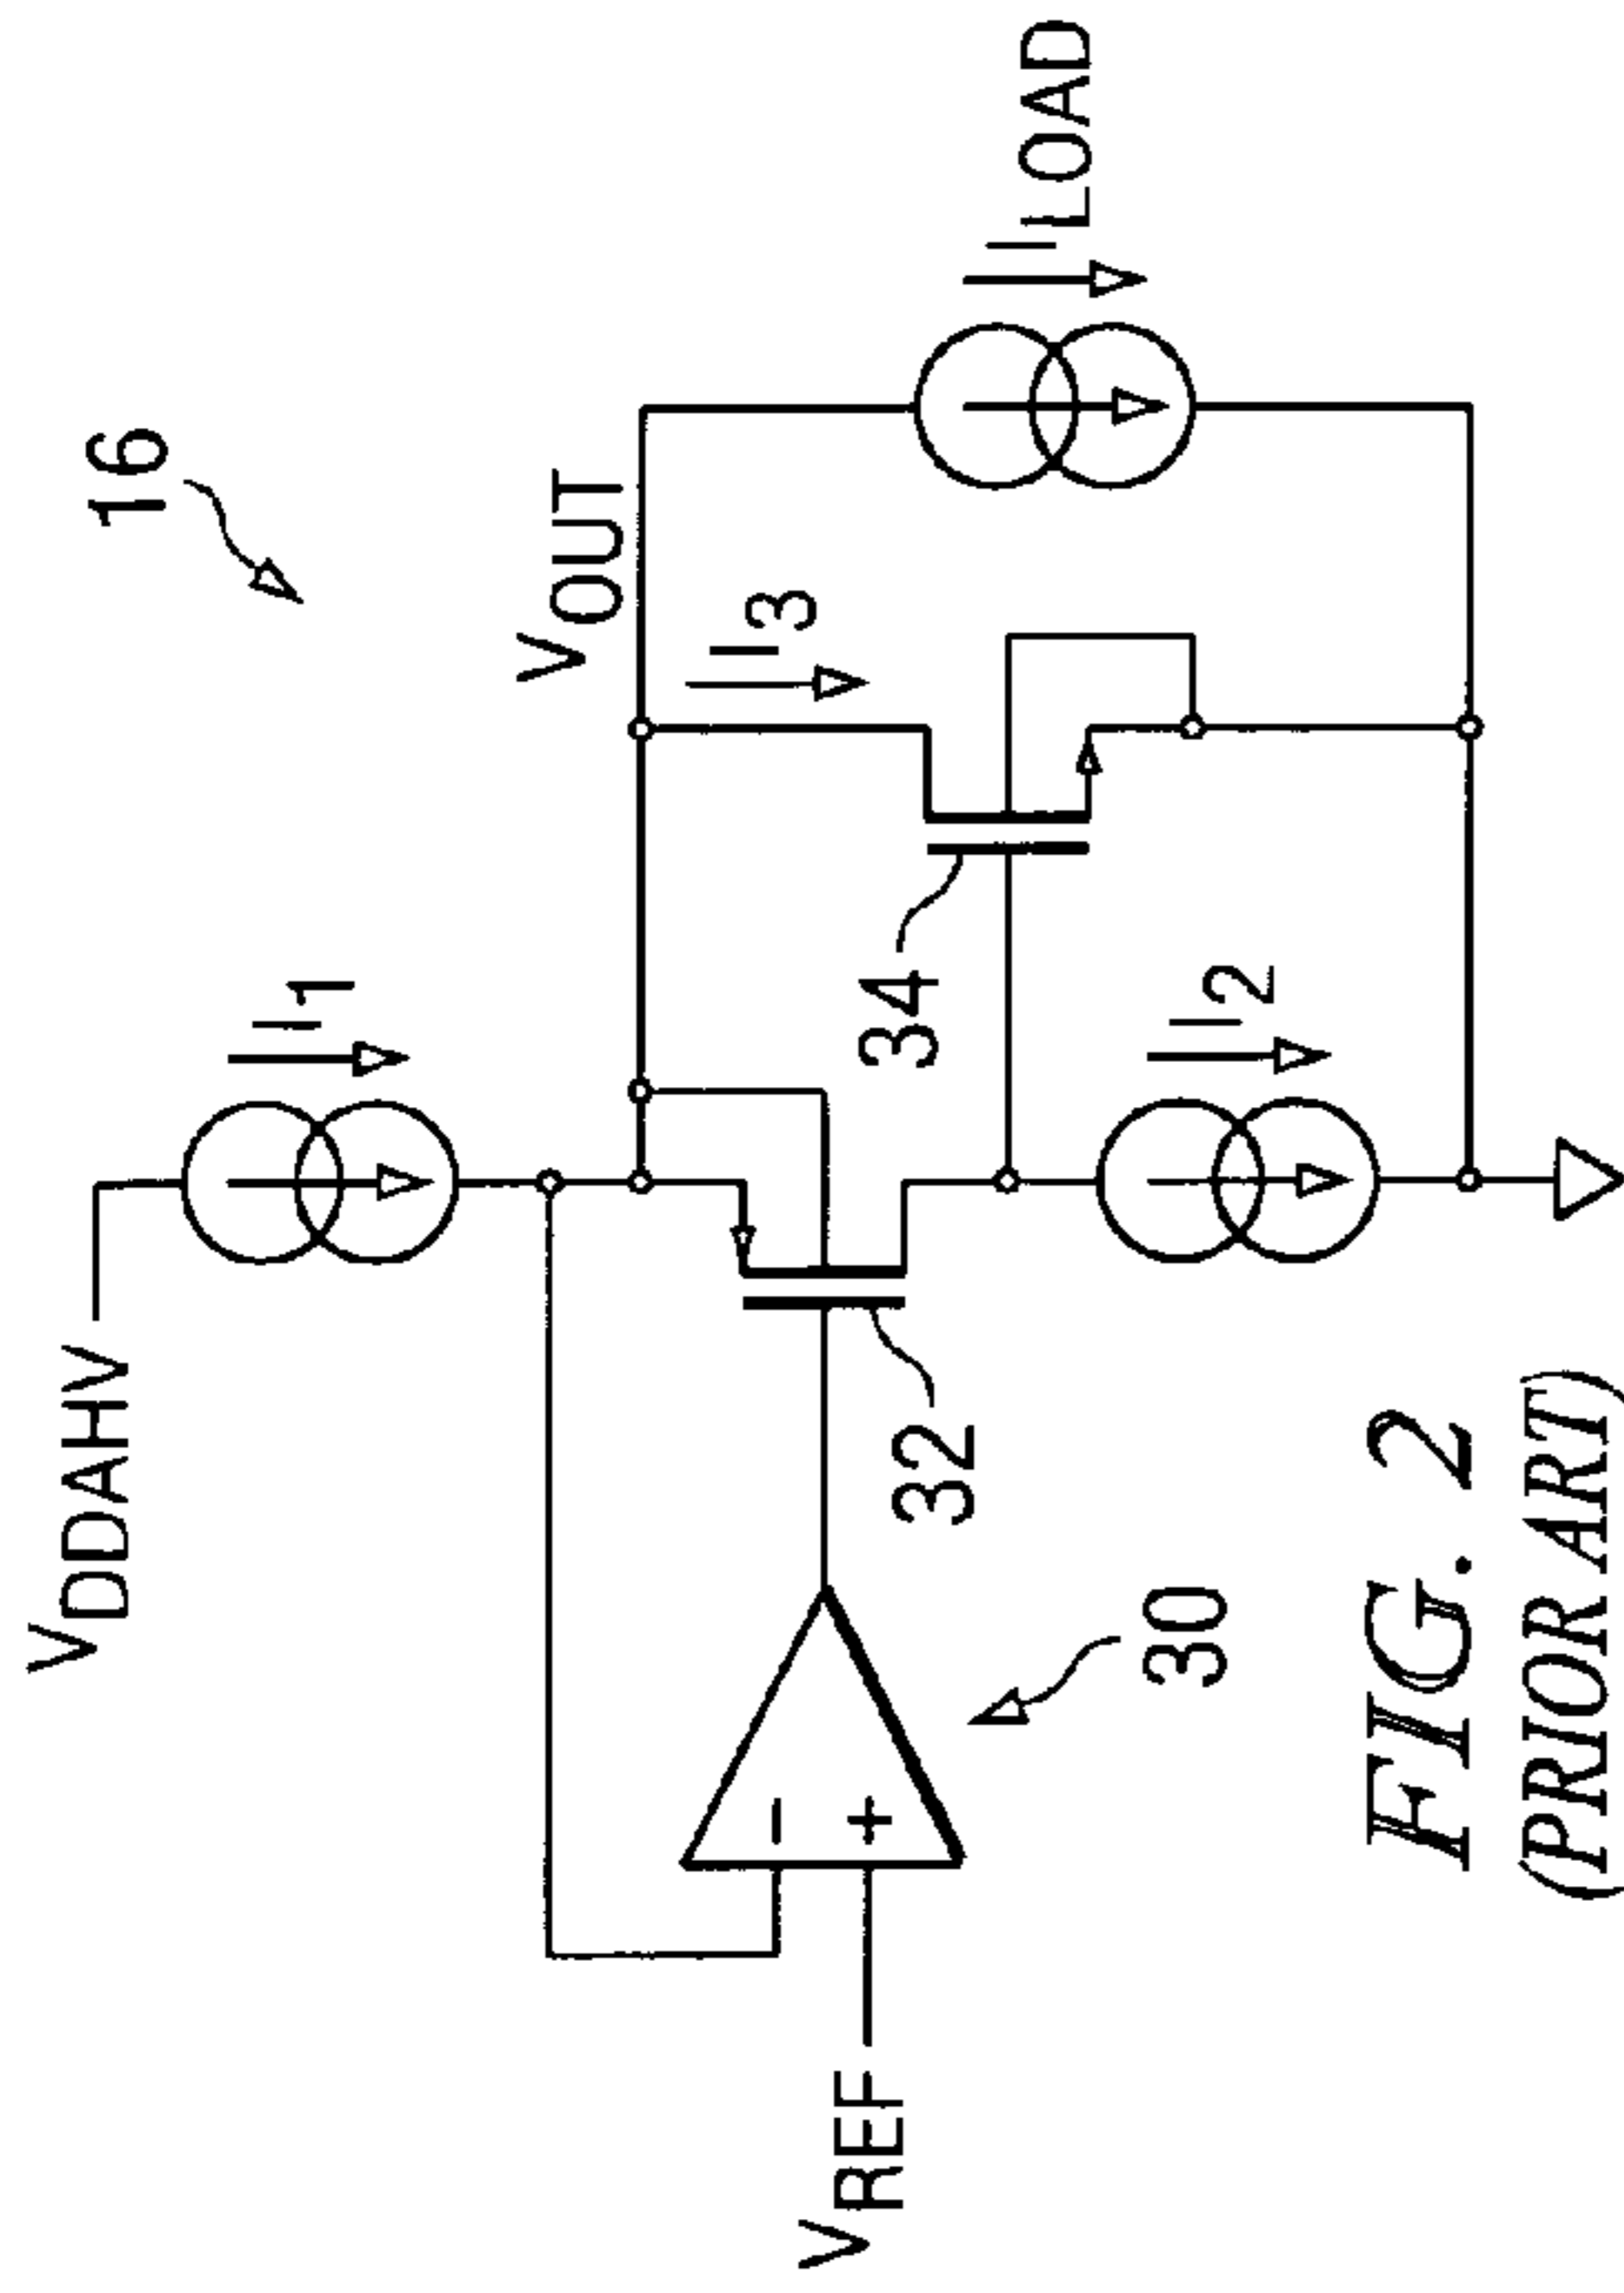 16
VDDAHV
I1
VOUT
I3
ILOAD
34
32
I2
VREF
-
+
30
FIG. 2
(PRIOR ART)